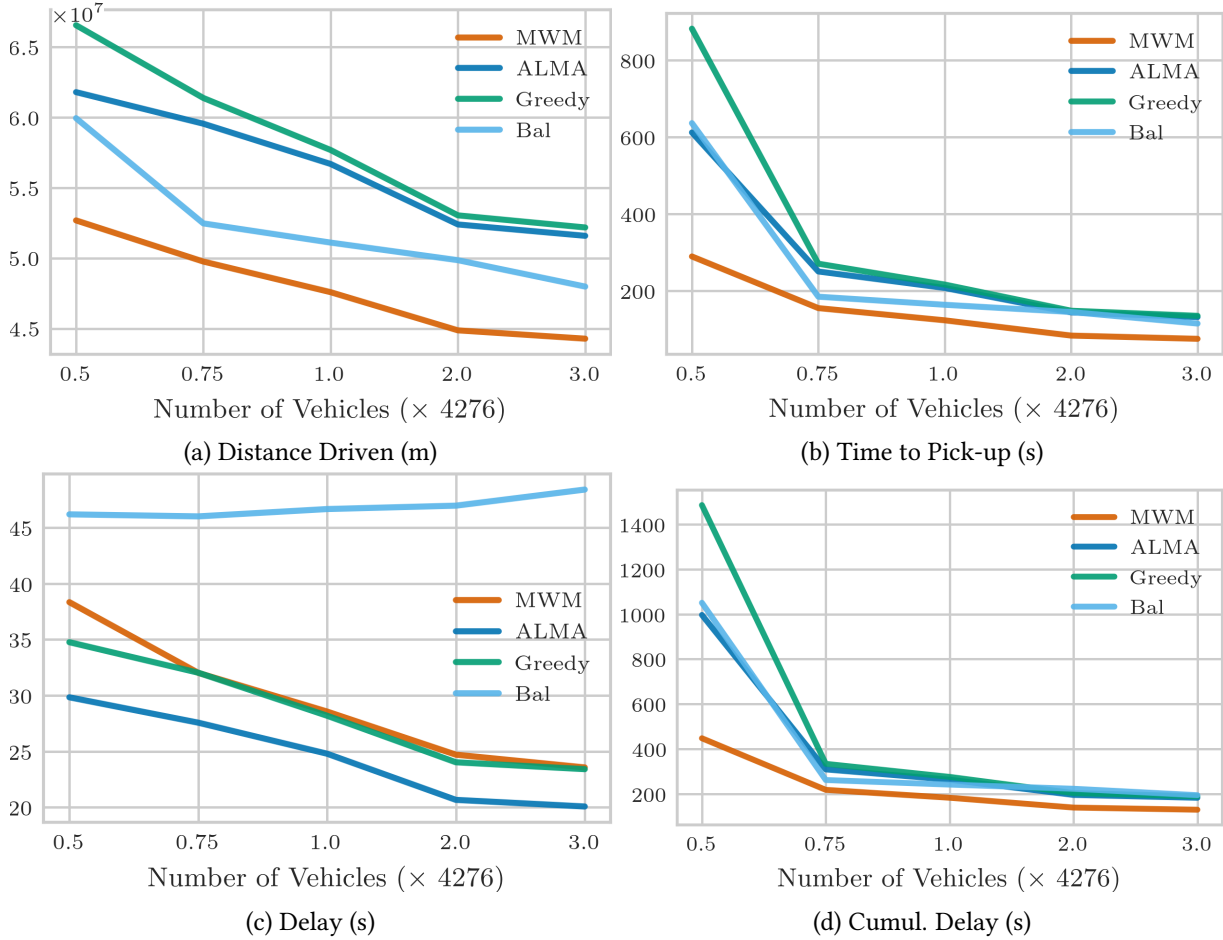 ×10⁷
6.5
6.0
5.5
5.0
4.5
MWM
ALMA
Greedy
Bal
0.5 0.75 1.0 2.0 3.0
Number of Vehicles (× 4276)
(a) Distance Driven (m)
800
600
400
200
MWM
ALMA
Greedy
Bal
0.5 0.75 1.0 2.0 3.0
Number of Vehicles (× 4276)
(b) Time to Pick-up (s)
45
40
35
30
25
20
MWM
ALMA
Greedy
Bal
0.5 0.75 1.0 2.0 3.0
Number of Vehicles (× 4276)
(c) Delay (s)
1400
1200
1000
800
600
400
200
MWM
ALMA
Greedy
Bal
0.5 0.75 1.0 2.0 3.0
Number of Vehicles (× 4276)
(d) Cumul. Delay (s)